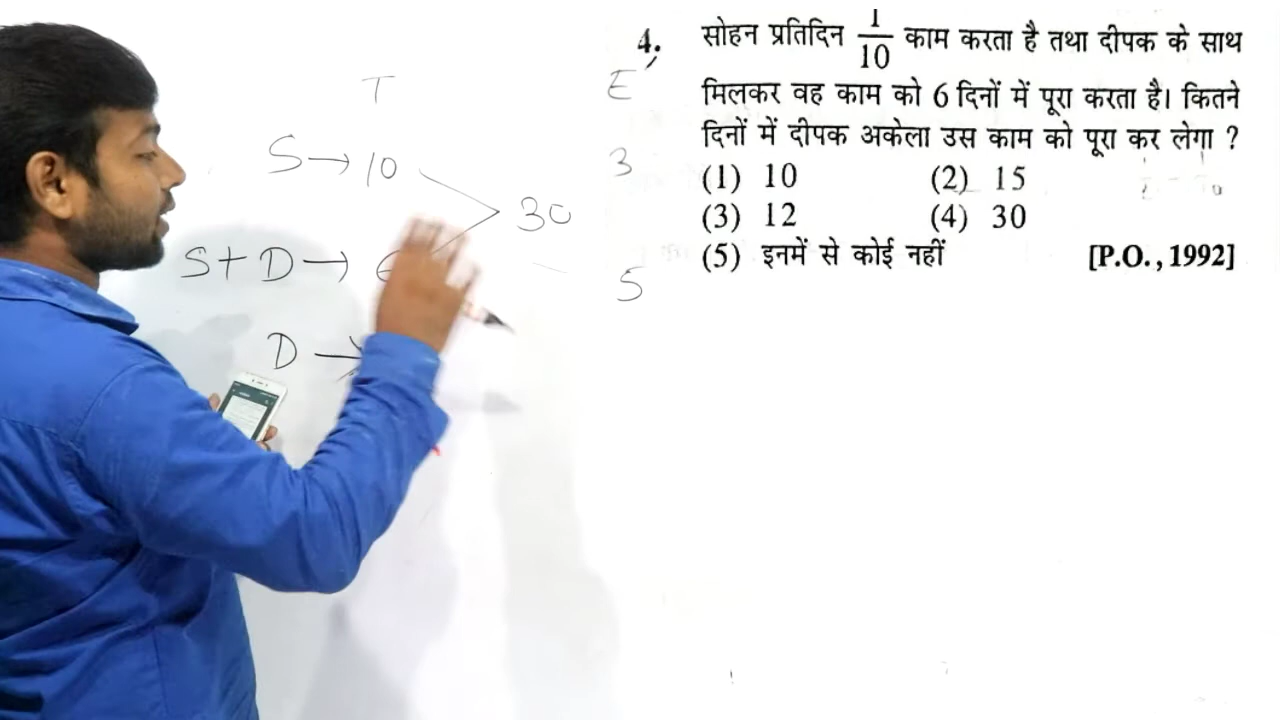 T
E
S → 10
30
3
S + D →
5
D →
4. सोहन प्रतिदिन 1/10 काम करता है तथा दीपक के साथ
मिलकर वह काम को 6 दिनों में पूरा करता है। कितने
दिनों में दीपक अकेला उस काम को पूरा कर लेगा ?
(1) 10 (2) 15
(3) 12 (4) 30
(5) इनमें से कोई नहीं [P.O., 1992]